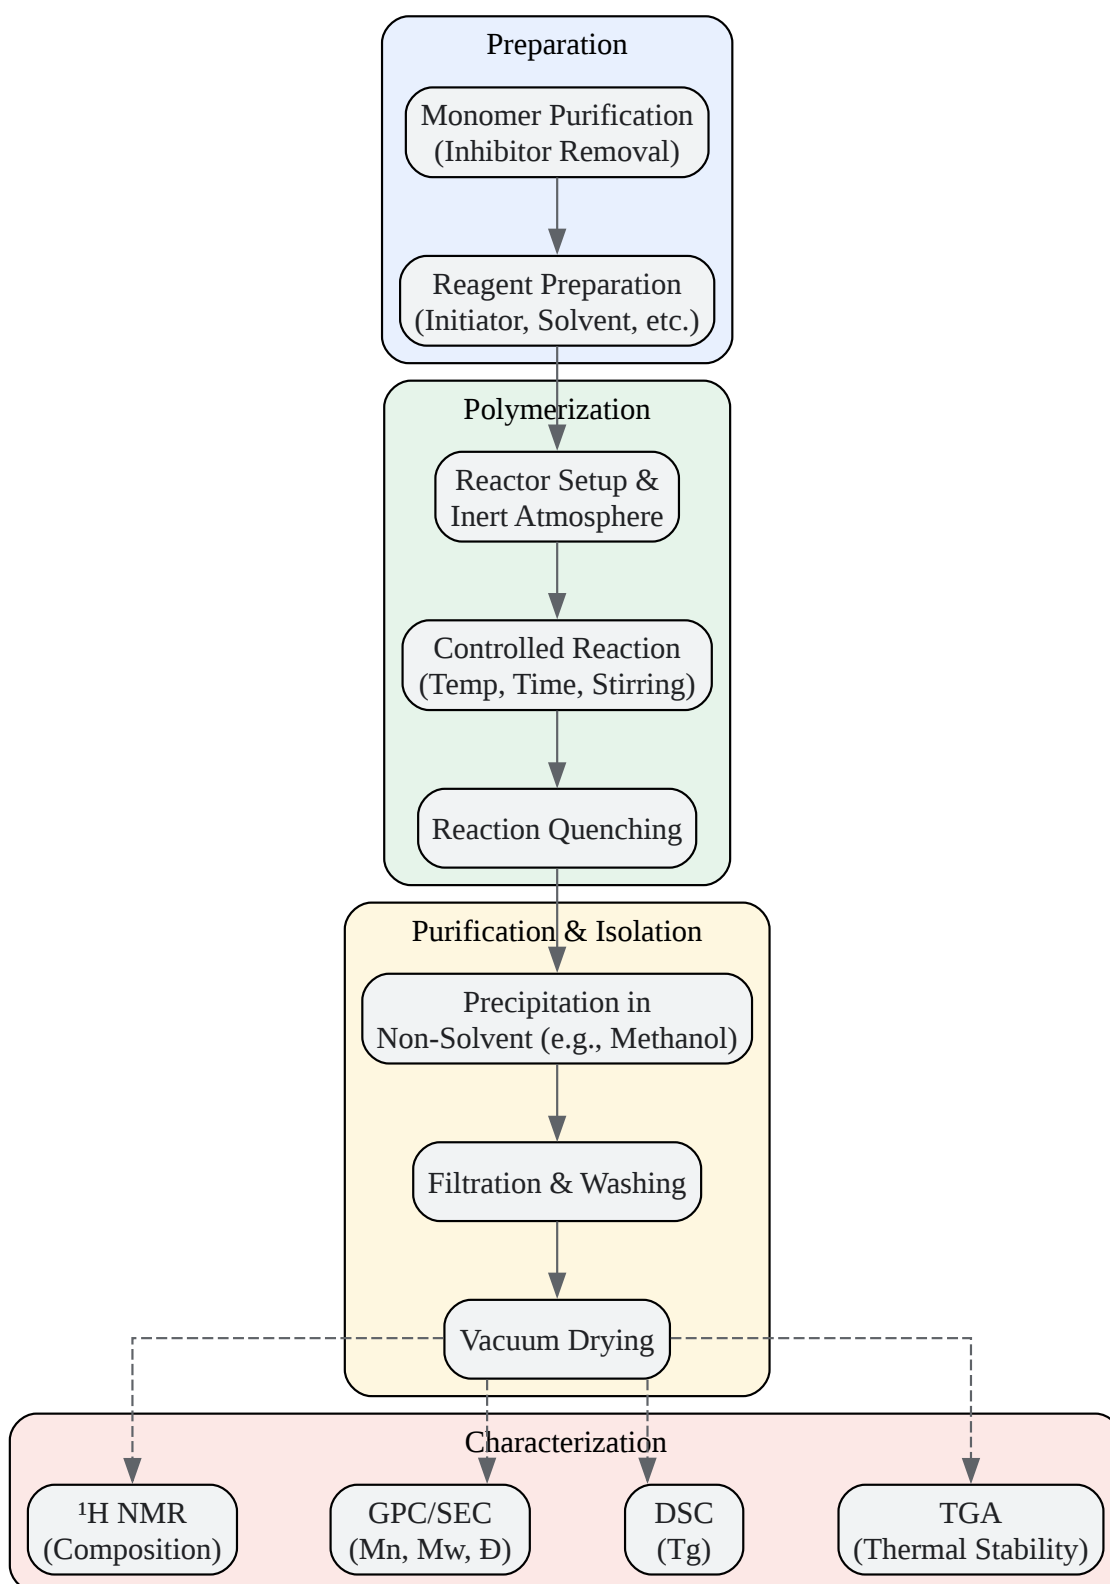 Preparation
Monomer Purification
(Inhibitor Removal)
Reagent Preparation
(Initiator, Solvent, etc.)
Polymerization
Reactor Setup &
Inert Atmosphere
Controlled Reaction
(Temp, Time, Stirring)
Reaction Quenching
Purification & Isolation
Precipitation in
Non-Solvent (e.g., Methanol)
Filtration & Washing
Vacuum Drying
Characterization
¹H NMR
(Composition)
GPC/SEC
(Mn, Mw, Đ)
DSC
(Tg)
TGA
(Thermal Stability)